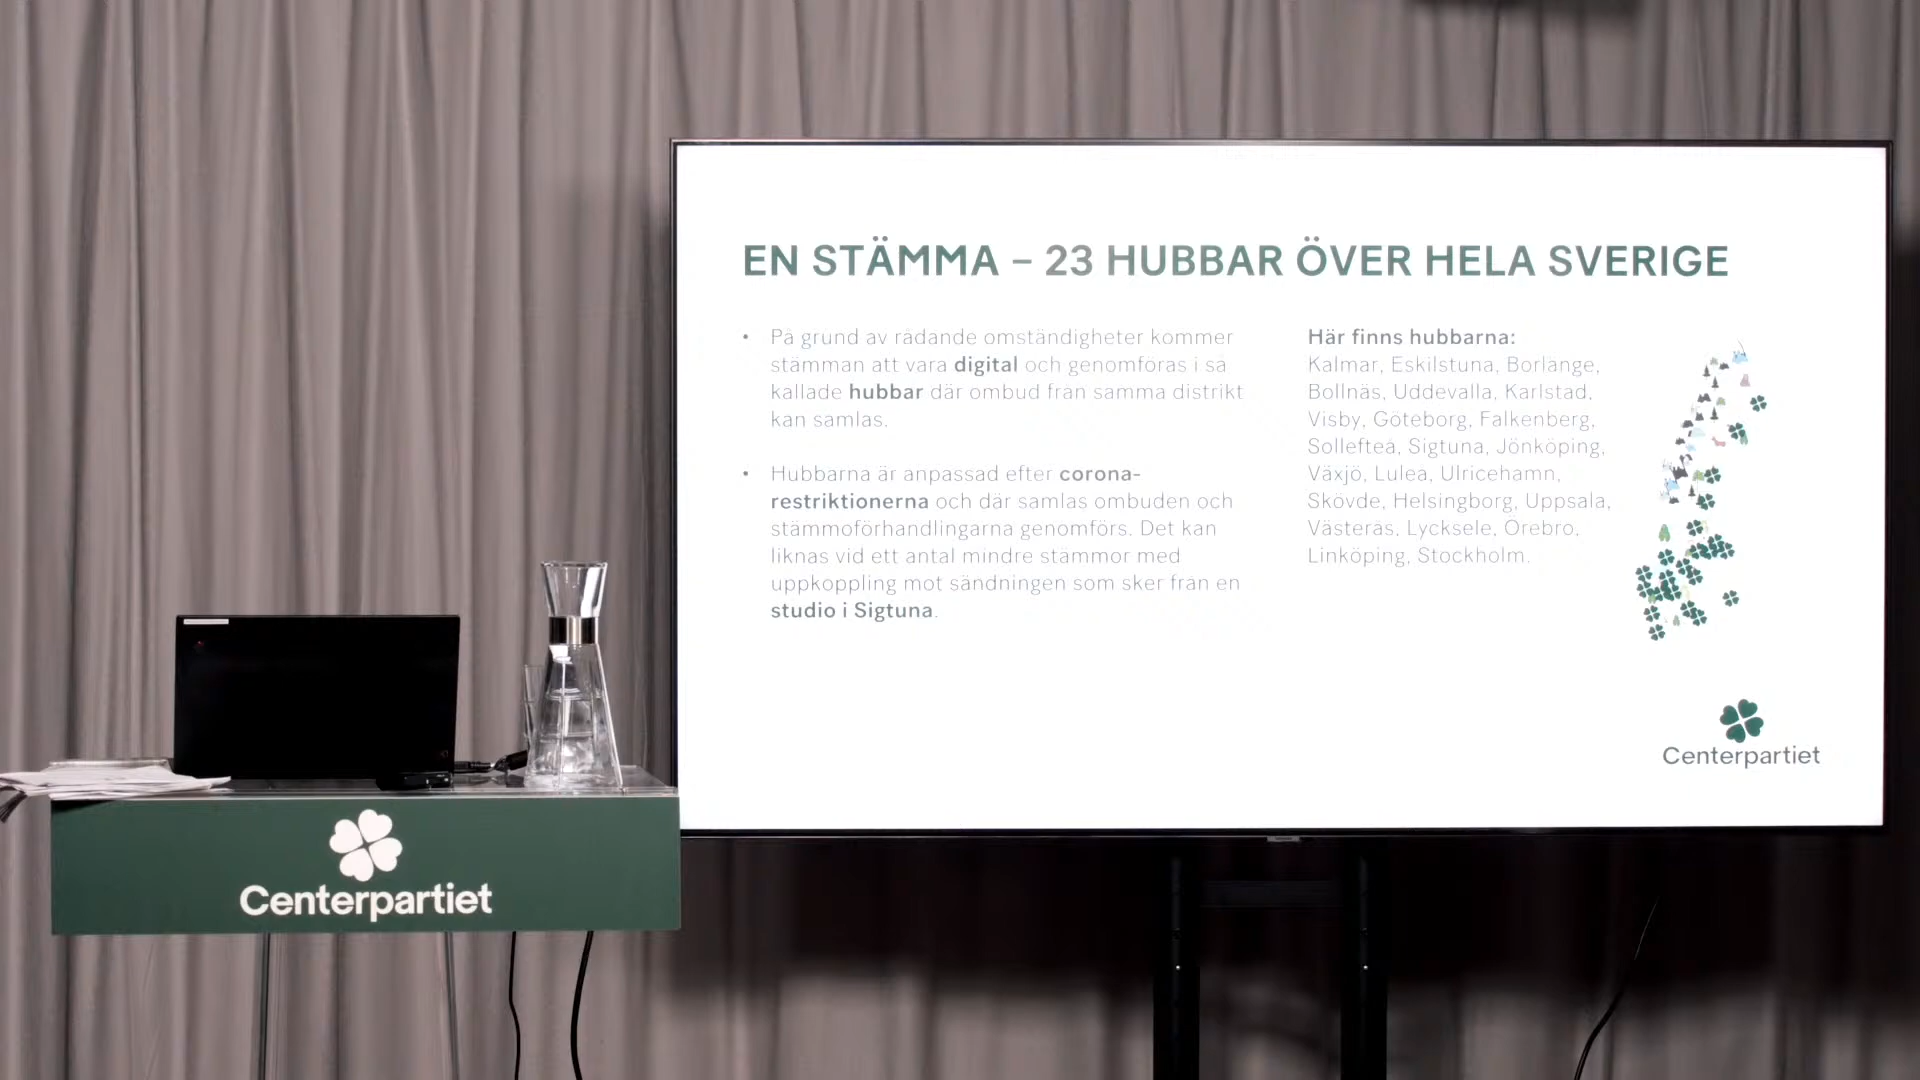 EN STÄMMA – 23 HUBBAR ÖVER HELA SVERIGE
• På grund av rådande omständigheter kommer
stämman att vara digital och genomföras i så
kallade hubbar där ombud från samma distrikt
kan samlas.
• Hubbarna är anpassad efter corona-
restriktionerna och där samlas ombuden och
stämmoförhandlingarna genomförs. Det kan
liknas vid ett antal mindre stämmor med
uppkoppling mot sändningen som sker från en
studio i Sigtuna.
Här finns hubbarna:
Kalmar, Eskilstuna, Borlänge,
Bollnäs, Uddevalla, Karlstad,
Visby, Göteborg, Falkenberg,
Sollefteå, Sigtuna, Jönköping,
Växjö, Luleå, Ulricehamn,
Skövde, Helsingborg, Uppsala,
Västerås, Lycksele, Örebro,
Linköping, Stockholm.
Centerpartiet
Centerpartiet